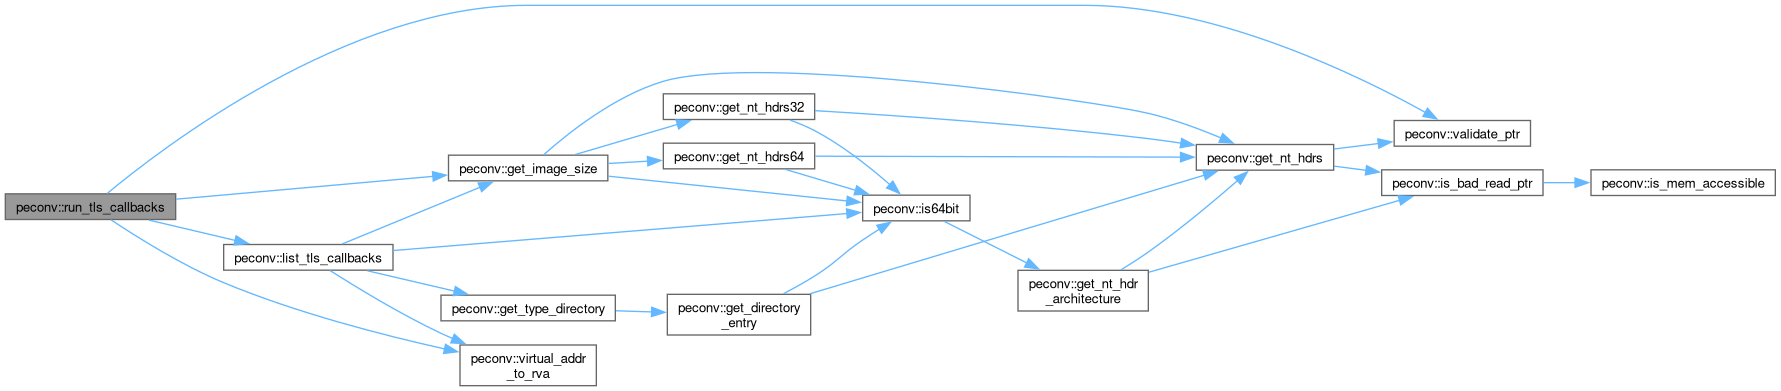 peconv::run_tls_callbacks
peconv::get_image_size
peconv::list_tls_callbacks
peconv::get_type_directory
peconv::virtual_addr
_to_rva
peconv::get_nt_hdrs32
peconv::get_nt_hdrs64
peconv::get_directory
_entry
peconv::is64bit
peconv::get_nt_hdr
_architecture
peconv::get_nt_hdrs
peconv::validate_ptr
peconv::is_bad_read_ptr
peconv::is_mem_accessible